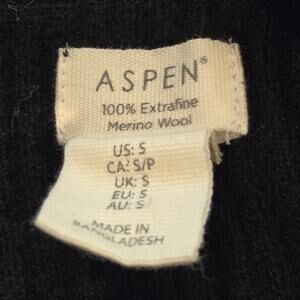 ASPEN®
100% Extrafine
Merino Wool
US: S
CA: S/P
UK: S
EU: S
AU: S
MADE IN
BANGLADESH